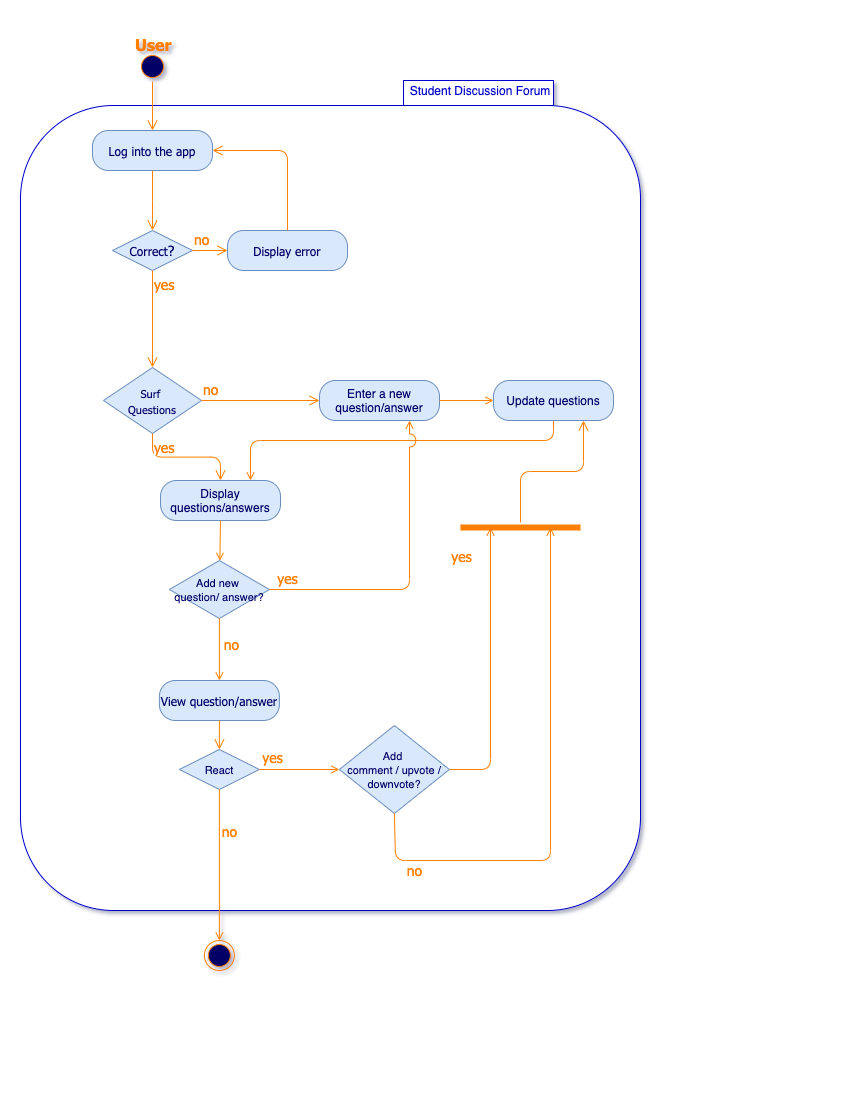 User
Student Discussion Forum
Log into the app
Correct?
no
Display error
yes
Surf
Questions
no
Enter a new
question/answer
Update questions
yes
Display
questions/answers
yes
Add new
question/ answer?
yes
no
View question/answer
React
yes
Add
comment / upvote /
downvote?
no
no